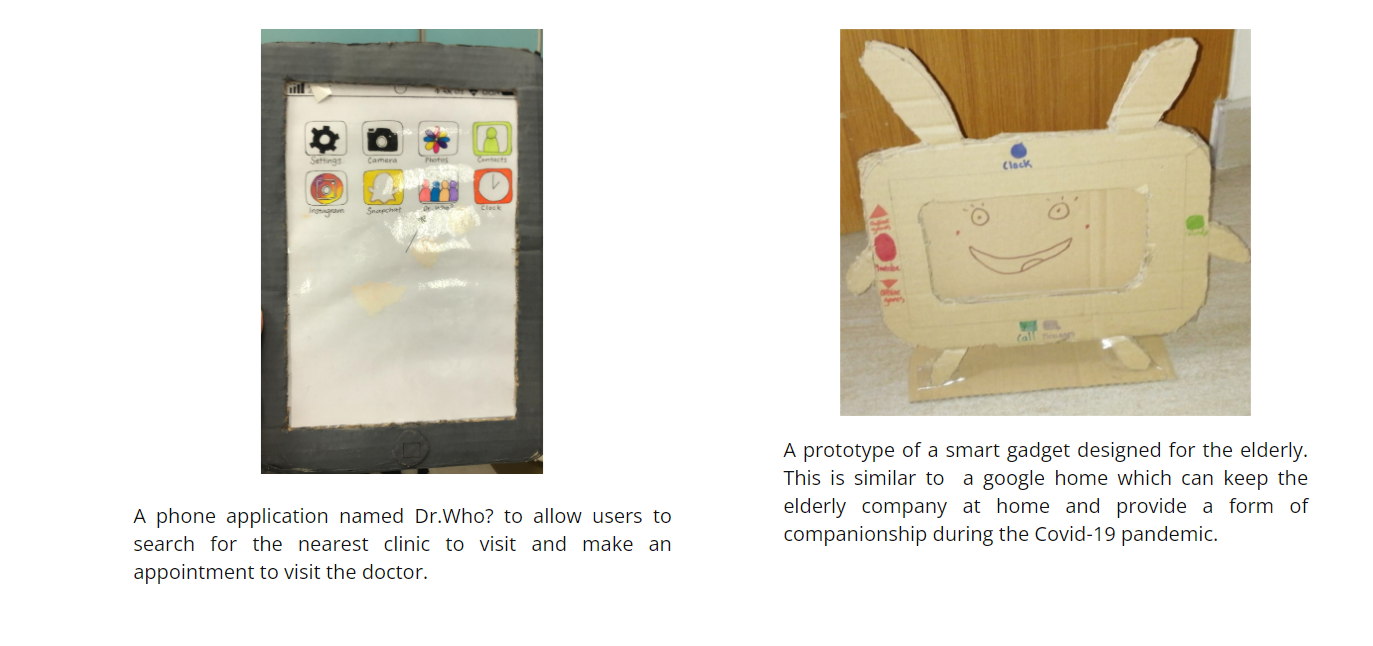 Settings Camera Photos Contacts
Instagram Snapchat Dr.Who? Clock
A phone application named Dr.Who? to allow users to
search for the nearest clinic to visit and make an
appointment to visit the doctor.
Clock
games
games
Call
A prototype of a smart gadget designed for the elderly.
This is similar to a google home which can keep the
elderly company at home and provide a form of
companionship during the Covid-19 pandemic.